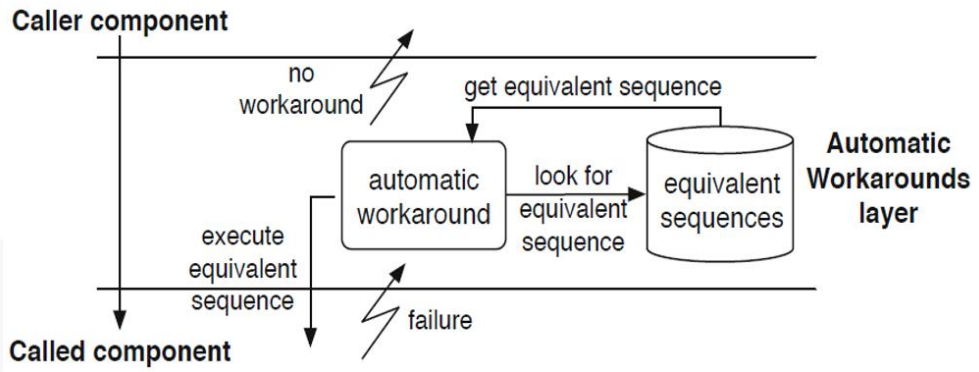 Caller component
no
workaround
get equivalent sequence
automatic
workaround
look for
equivalent
sequence
equivalent
sequences
Automatic
Workarounds
layer
execute
equivalent
sequence
failure
Called component